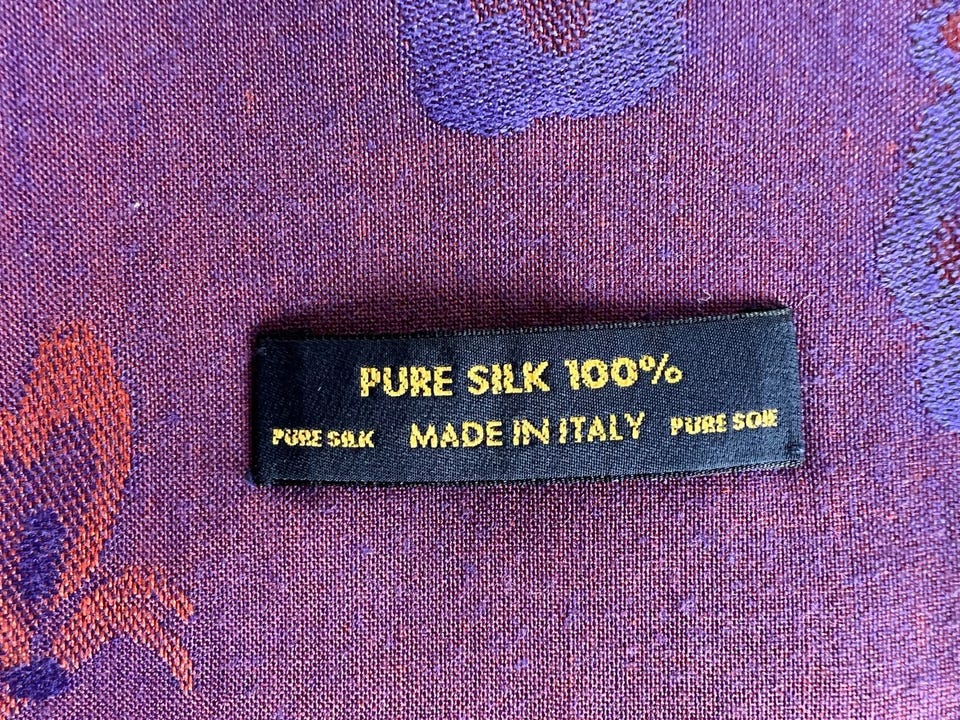 PURE SILK 100%
PURE SILK MADE IN ITALY PURE SOIE